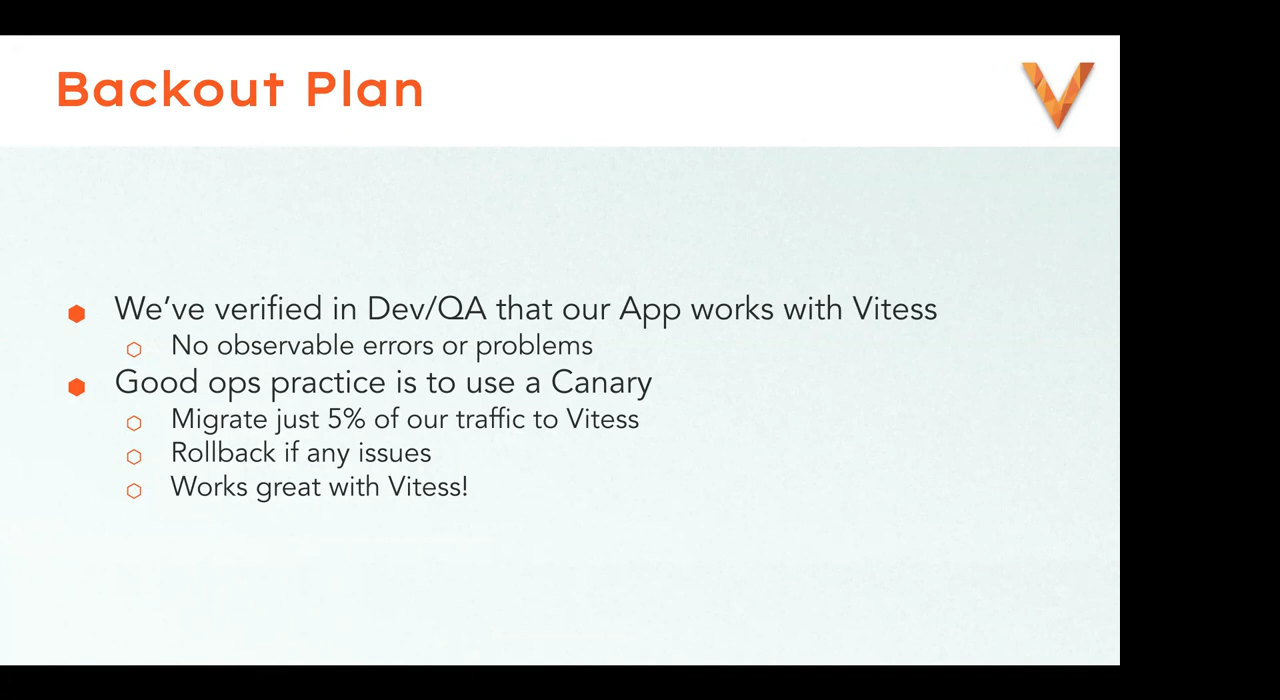 Backout Plan
We’ve verified in Dev/QA that our App works with Vitess
No observable errors or problems
Good ops practice is to use a Canary
Migrate just 5% of our traffic to Vitess
Rollback if any issues
Works great with Vitess!